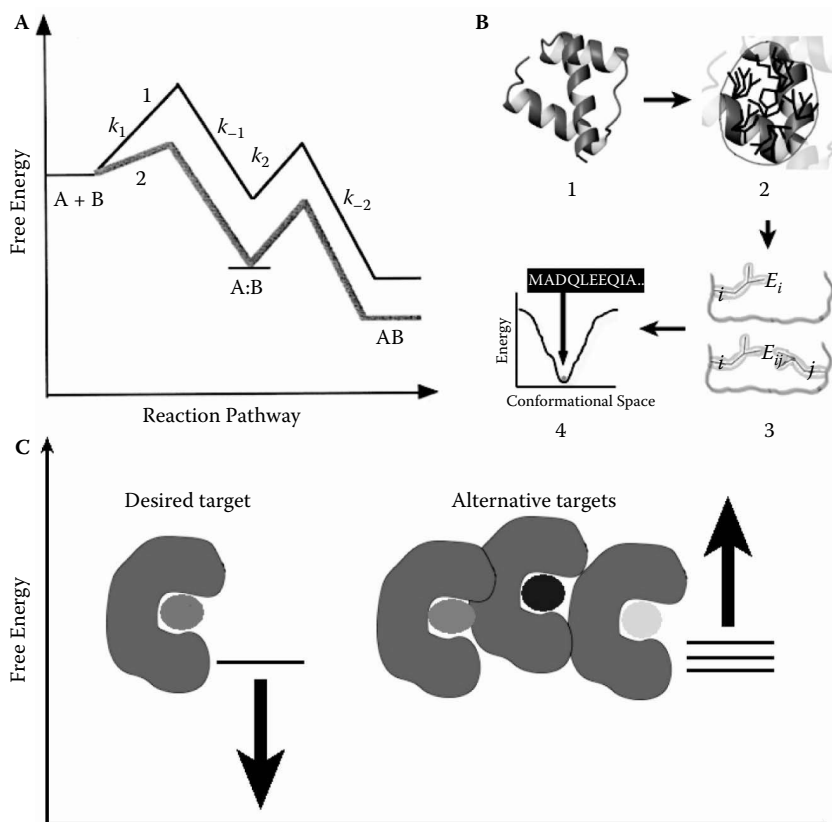 A
Free Energy
1
k1
k−1
k2
k−2
2
A + B
A:B
AB
Reaction Pathway
B
1
2
i
Ei
i
Eij
j
3
MADQLEEQIA..
Energy
Conformational Space
4
C
Free Energy
Desired target
Alternative targets